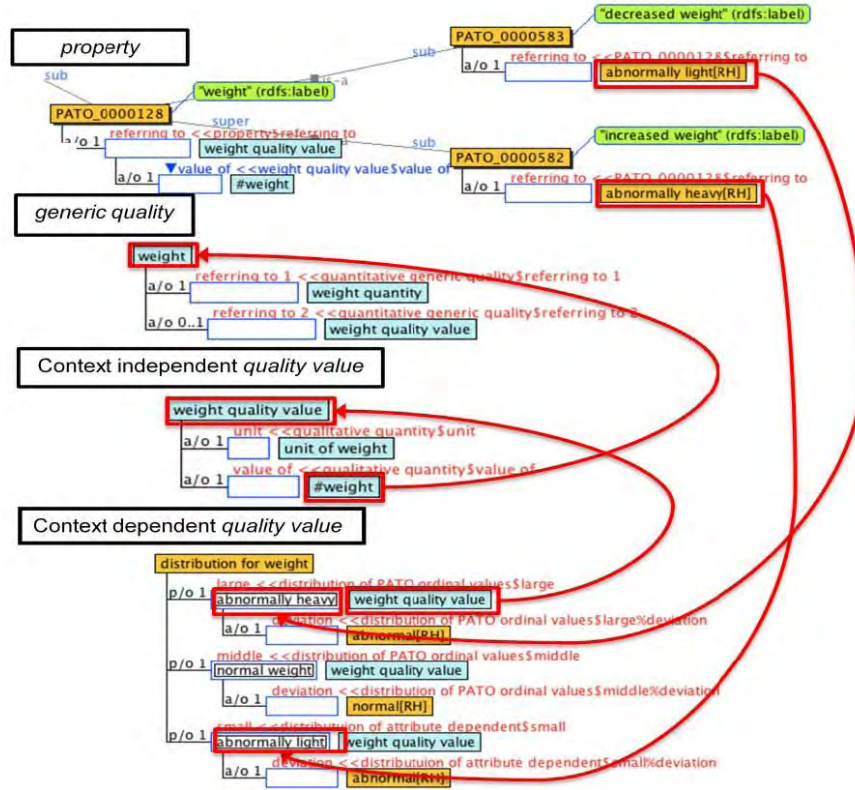 "decreased weight" (rdfs:label)
property
PATO_0000583
sub
sub
is-a
referring to <<PATO_0000128$referring to
a/o 1
abnormally light[RH]
"weight" (rdfs:label)
PATO_0000128
super
referring to <<property$referring to
a/o 1
weight quality value
sub
"increased weight" (rdfs:label)
PATO_0000582
▼value of <<weight quality value$value of
a/o 1
#weight
referring to <<PATO_0000128$referring to
a/o 1
abnormally heavy[RH]
generic quality
weight
referring to 1 <<quantitative generic quality$referring to 1
a/o 1
weight quantity
referring to 2 <<quantitative generic quality$referring to 2
a/o 0..1
weight quality value
Context independent quality value
weight quality value
unit <<qualitative quantity$unit
a/o 1
unit of weight
value of <<qualitative quantity$value of
a/o 1
#weight
Context dependent quality value
distribution for weight
large <<distribution of PATO ordinal values$large
p/o 1
abnormally heavy
weight quality value
deviation <<distribution of PATO ordinal values$large%deviation
a/o 1
abnormal[RH]
middle <<distribution of PATO ordinal values$middle
p/o 1
normal weight
weight quality value
deviation <<distribution of PATO ordinal values$middle%deviation
a/o 1
normal[RH]
small <<distributuion of attribute dependent$small
p/o 1
abnormally light
weight quality value
deviation <<distributuion of attribute dependent$small%deviation
a/o 1
abnormal[RH]